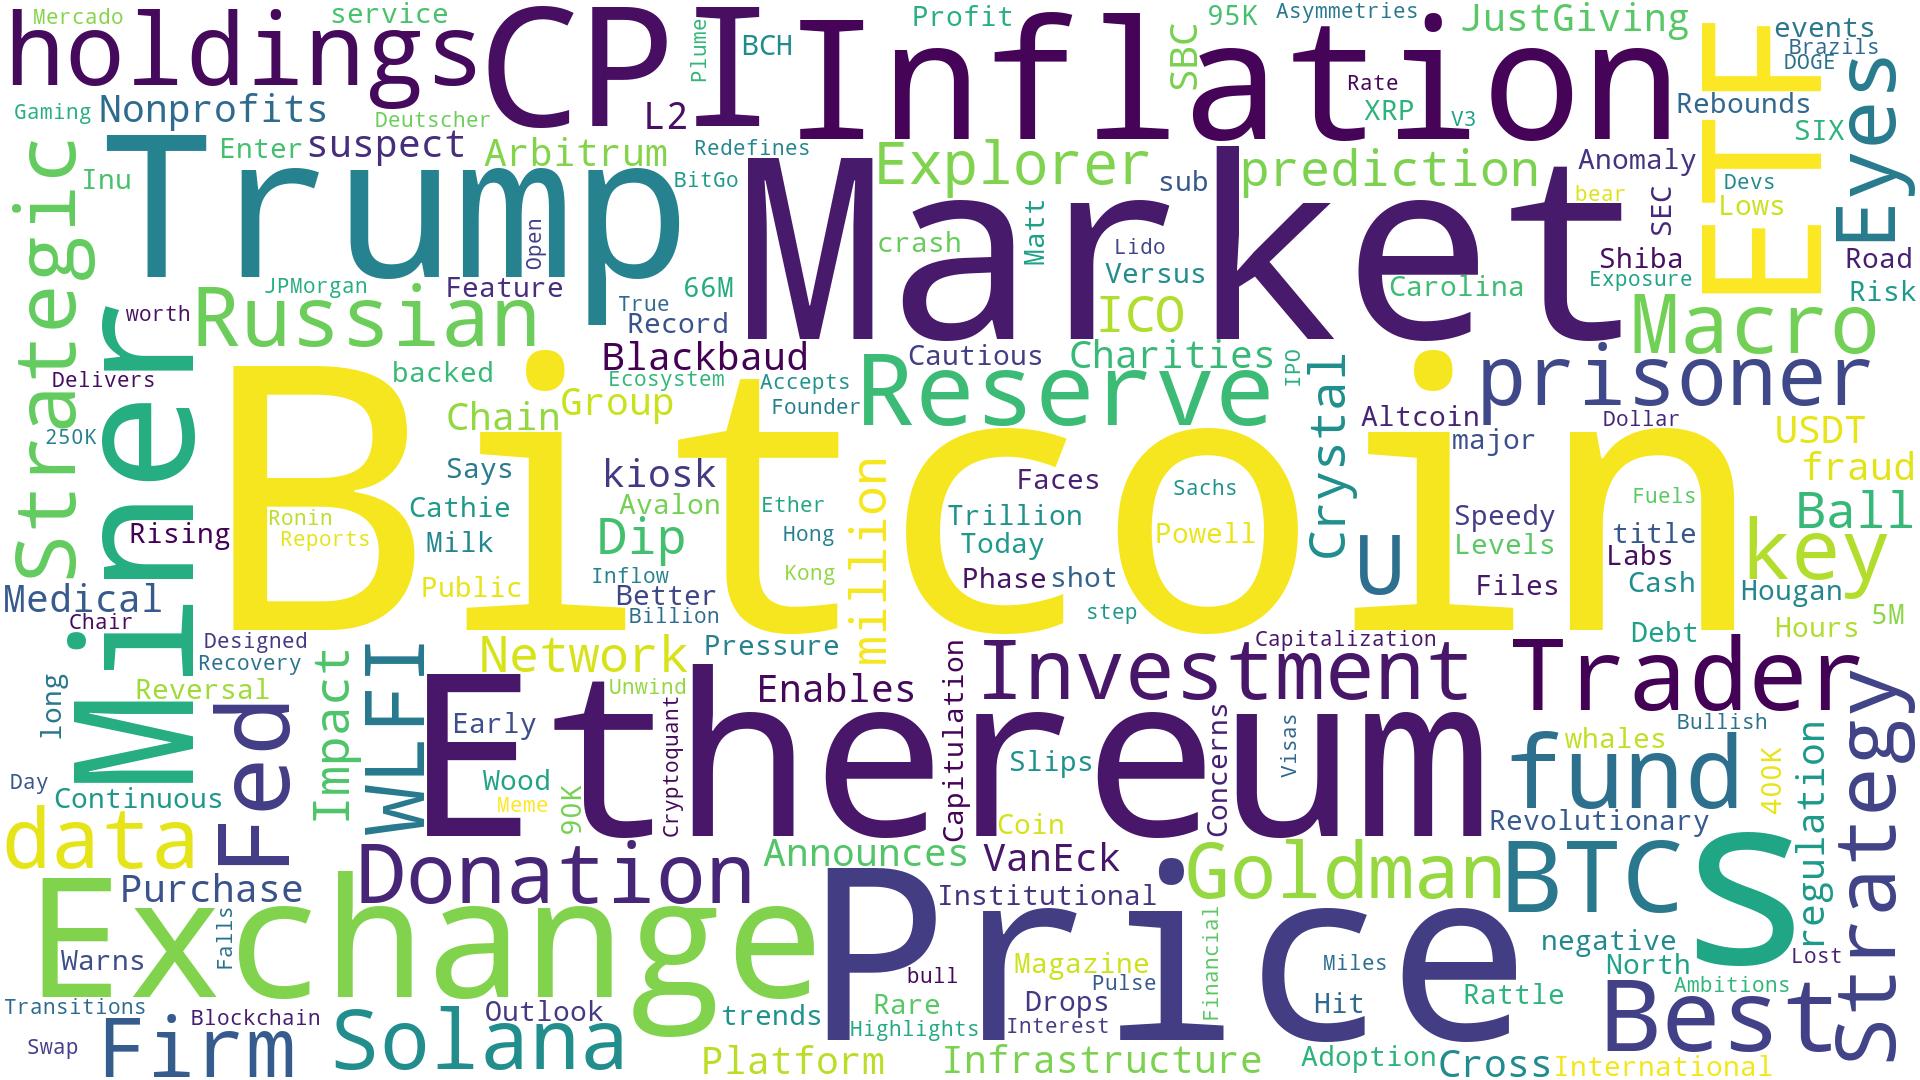 Mercado
service
holdings
CPI
Plume
BCH
Profit
95K
Asymmetries
JustGiving
events
Brazils
DOGE
Inflation
SBC
Rate
XRP
V3
ETF
Eyes
Rebounds
SIX
Gaming
Nonprofits
Deutscher
L2
Enter
suspect
Arbitrum
Redefines
Explorer
prediction
Anomaly
Inu
Trump
BitGo
Market
sub
bear
Devs
Lows
SEC
Strategic
Open
crash
Matt
Lido
Versus
Shiba
Exposure
Road
Risk
JPMorgan
Feature
66M
True
Record
ICO
Carolina
Macro
worth
Russian
Blackbaud
Cautious
Charities
IPO
Delivers
backed
Ecosystem
Accepts
Founder
Reserve
Crystal
prisoner
Miner
250K
Chain
Group
Altcoin
Dollar
major
USDT
fraud
Bitcoin
Says
kiosk
Faces
Sachs
Fuels
Cathie
Avalon
Ether
million
Trillion
Speedy
Ball
Ronin
Reports
Rising
Milk
Dip
Hong
Today
Powell
U
Levels
title
Labs
key
Inflow
Kong
Phase
shot
Files
Cash
Hougan
Medical
Public
Better
Billion
step
5M
Chair
Designed
Recovery
Network
Pressure
Capitalization
Debt
Hours
long
Reversal
Impact
WLFI
Unwind
Enables
Capitulation
Investment
Trader
Fed
Early
Cryptoquant
Ethereum
Concerns
Visas
Bullish
whales
fund
Strategy
Day
Continuous
Wood
Meme
90K
Slips
400K
regulation
data
Coin
Revolutionary
Donation
Announces
VanEck
Goldman
BTC
S
Purchase
Institutional
Exchange
Falls
Price
Financial
Warns
bull
Magazine
Pulse
Miles
negative
North
Lost
Transitions
Blockchain
Outlook
trends
Rare
Highlights
Drops
Interest
Hit
Rattle
Ambitions
Best
Swap
Firm
Solana
Platform
Infrastructure
Adoption
Cross
International